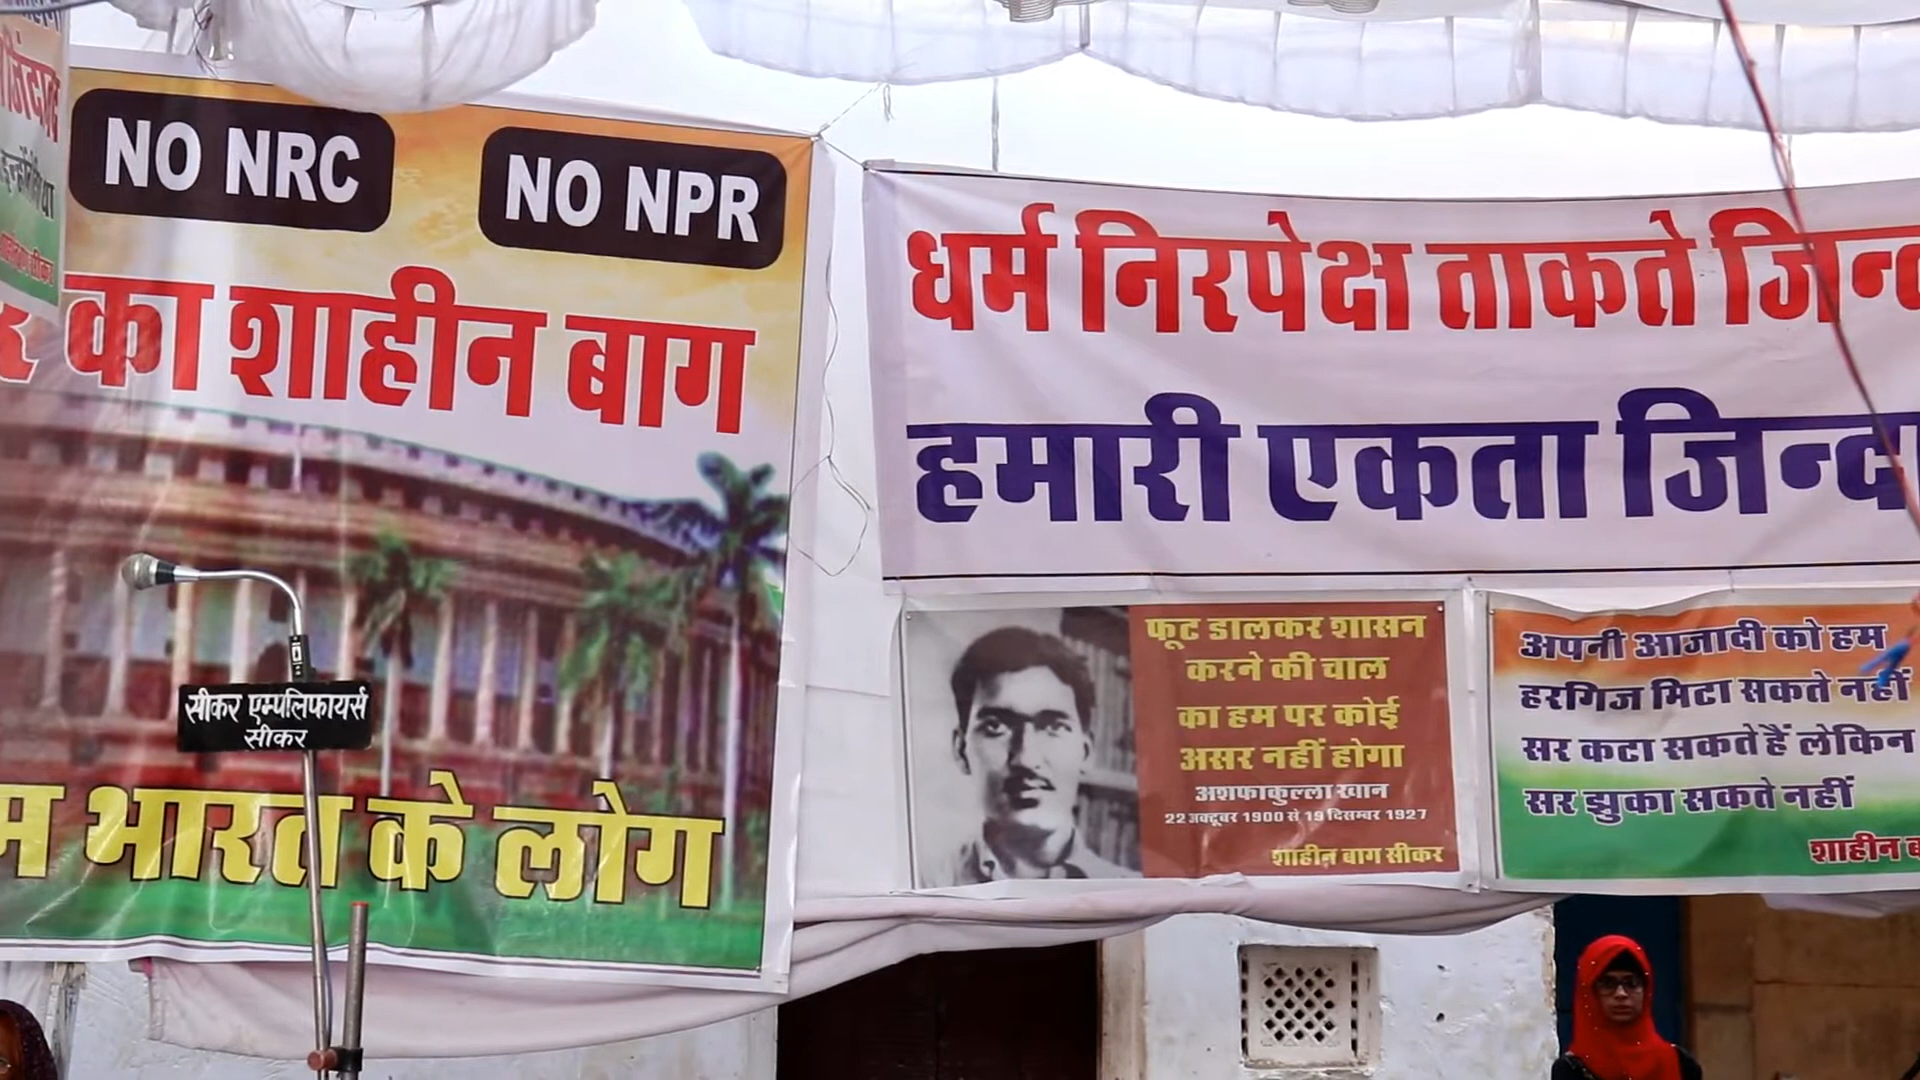 NO NRC
NO NPR
का शाहीन बाग
भारत के लोग
सीकर एम्पलिफायर्स
सीकर
धर्म निरपेक्ष ताकते
हमारी एकता
फूट डालकर शासन
करने की चाल
का हम पर कोई
असर नहीं होगा
अशफाकुल्ला खान
22 अक्टूबर 1900 से 19 दिसम्बर 1927
शाहीन बाग सीकर
अपनी आजादी को हम
हरगिज मिटा सकते नहीं
सर कटा सकते हैं लेकिन
सर झुका सकते नहीं
शाहीन